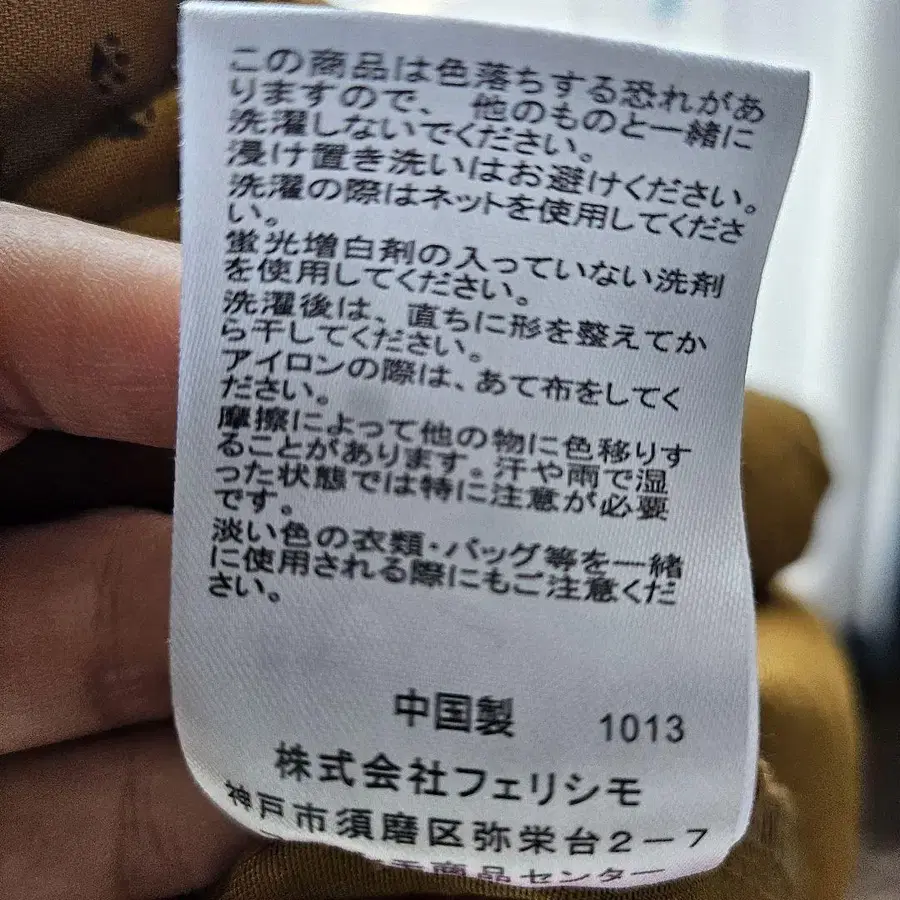 この商品は色落ちする恐れがあ
りますので、他のものと一緒に
洗濯しないでください。
浸け置き洗いはお避けください。
洗濯の際はネットを使用してくださ
い。
蛍光増白剤の入っていない洗剤
を使用してください。
洗濯後は、直ちに形を整えてか
ら干してください。
アイロンの際は、あて布をしてく
ださい。
摩擦によって他の物に色移りす
ることがあります。汗や雨で湿
った状態では特に注意が必要
です。
淡い色の衣類・バッグ等を一緒
に使用される際にもご注意くだ
さい。
中国製 1013
株式会社フェリシモ
神戸市須磨区弥栄台2-7
商品センター